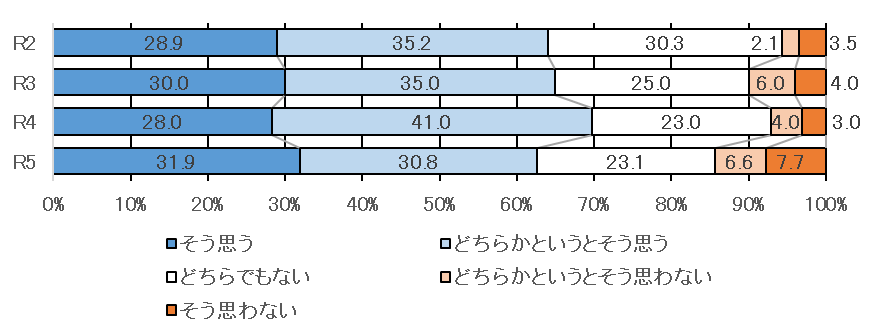 R2 28.9 35.2 30.3 2.1 3.5
R3 30.0 35.0 25.0 6.0 4.0
R4 28.0 41.0 23.0 4.0 3.0
R5 31.9 30.8 23.1 6.6 7.7
0% 10% 20% 30% 40% 50% 60% 70% 80% 90% 100%
そう思う どちらかというとそう思う
どちらでもない どちらかというとそう思わない
そう思わない